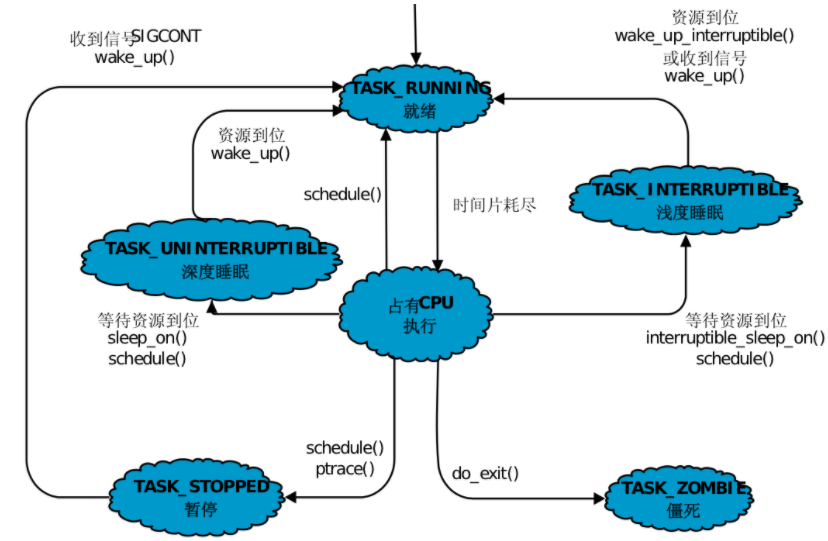 收到信号SIGCONT
wake_up()
资源到位
wake_up_interruptible()
或收到信号
wake_up()
TASK_RUNNING
就绪
资源到位
wake_up()
schedule()
时间片耗尽
TASK_INTERRUPTIBLE
浅度睡眠
TASK_UNINTERRUPTIBLE
深度睡眠
占有CPU
执行
等待资源到位
sleep_on()
schedule()
等待资源到位
interruptible_sleep_on()
schedule()
schedule()
ptrace()
do_exit()
TASK_STOPPED
暂停
TASK_ZOMBIE
僵死